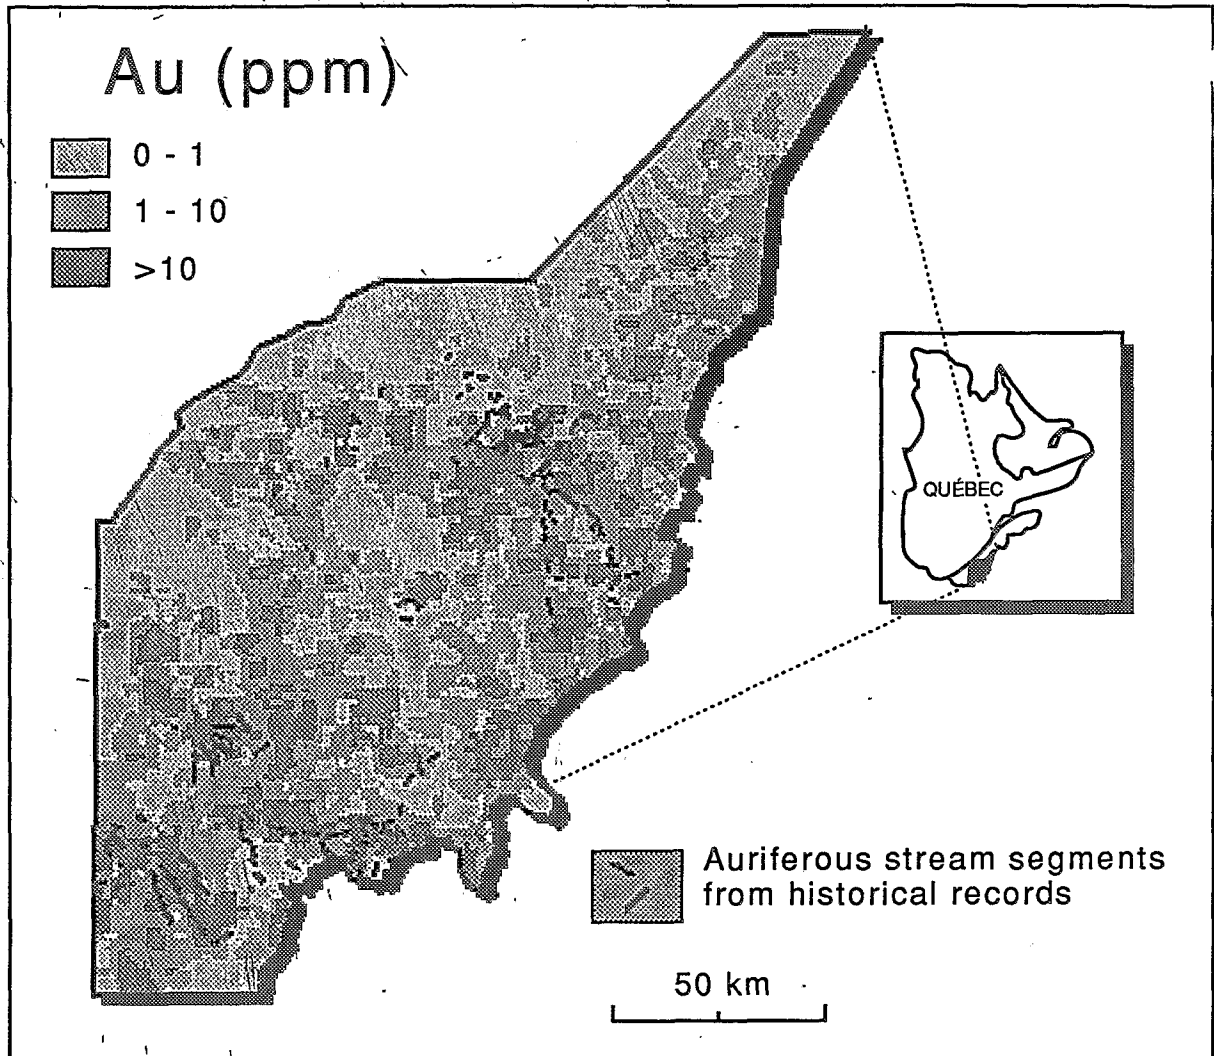 Au (ppm)
0 - 1
1 - 10
>10
QUÉBEC
Auriferous stream segments
from historical records
50 km